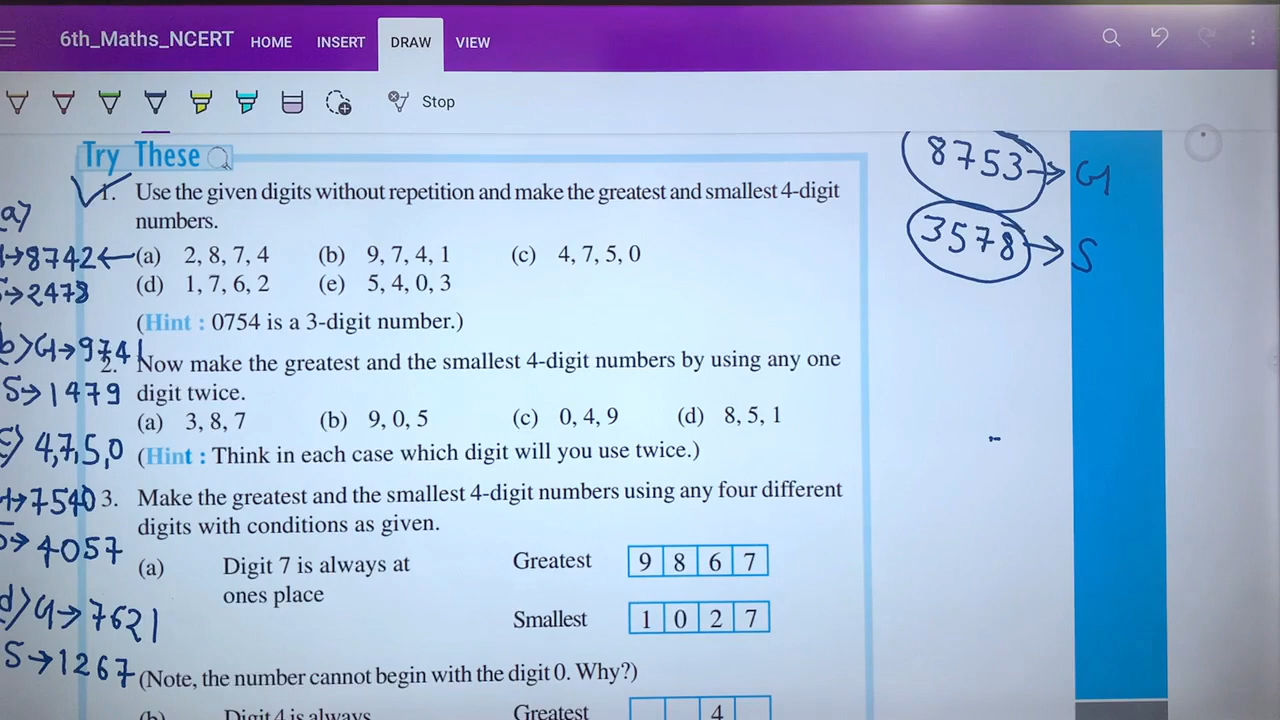 6th_Maths_NCERT HOME INSERT DRAW VIEW
Stop
Try These
1. Use the given digits without repetition and make the greatest and smallest 4-digit
numbers.
(a) 2, 8, 7, 4 (b) 9, 7, 4, 1 (c) 4, 7, 5, 0
(d) 1, 7, 6, 2 (e) 5, 4, 0, 3
(Hint : 0754 is a 3-digit number.)
2. Now make the greatest and the smallest 4-digit numbers by using any one
digit twice.
(a) 3, 8, 7 (b) 9, 0, 5 (c) 0, 4, 9 (d) 8, 5, 1
(Hint : Think in each case which digit will you use twice.)
3. Make the greatest and the smallest 4-digit numbers using any four different
digits with conditions as given.
(a) Digit 7 is always at Greatest 9 8 6 7
ones place
Smallest 1 0 2 7
(Note, the number cannot begin with the digit 0. Why?)
(b) Digit 4 is always Greatest 4
a>
→8742←
S→2478
b>G→9741
S→1479
c> 4,7,5,0
→7540
S→4057
d>G→7621
S→1267
8753→G
3578→S